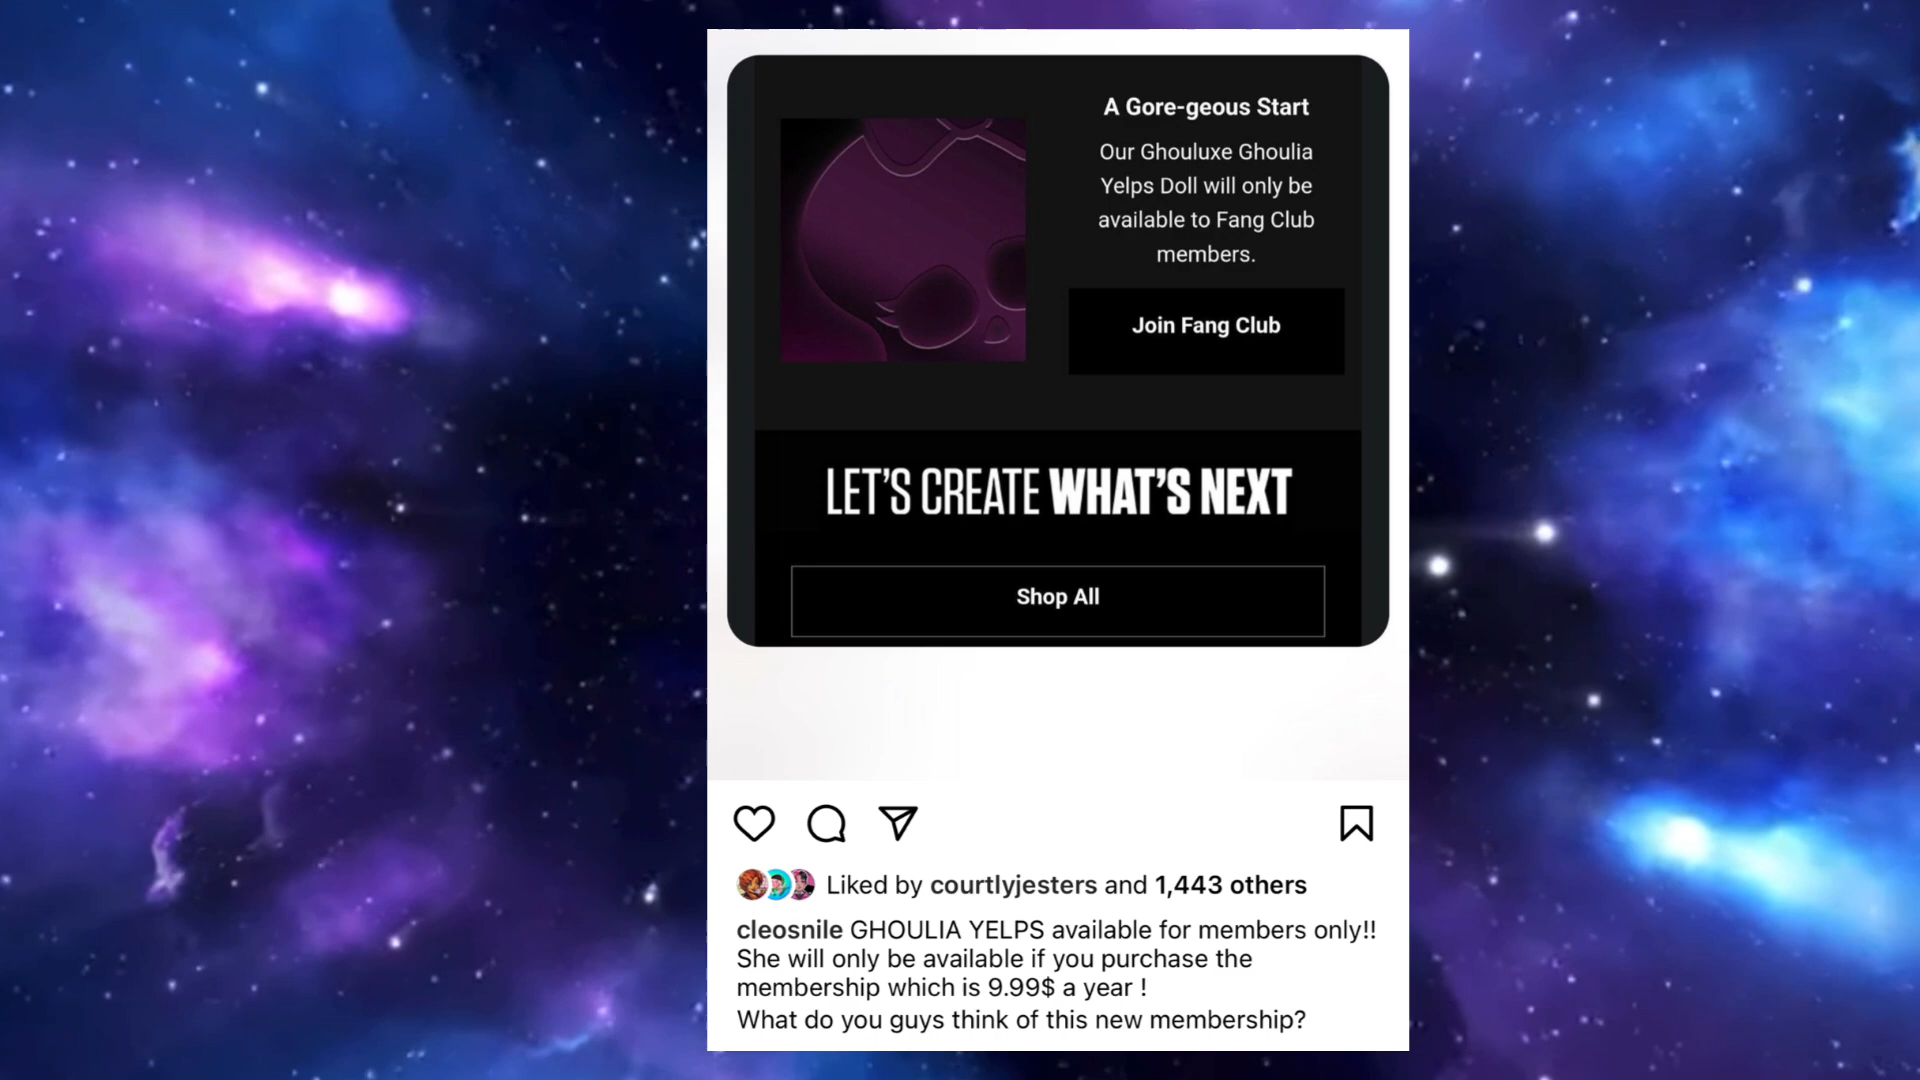 A Gore-geous Start
Our Ghouluxe Ghoulia
Yelps Doll will only be
available to Fang Club
members.
Join Fang Club
LET'S CREATE WHAT'S NEXT
Shop All
Liked by courtlyjesters and 1,443 others
cleosnile GHOULIA YELPS available for members only!!
She will only be available if you purchase the
membership which is 9.99$ a year !
What do you guys think of this new membership?